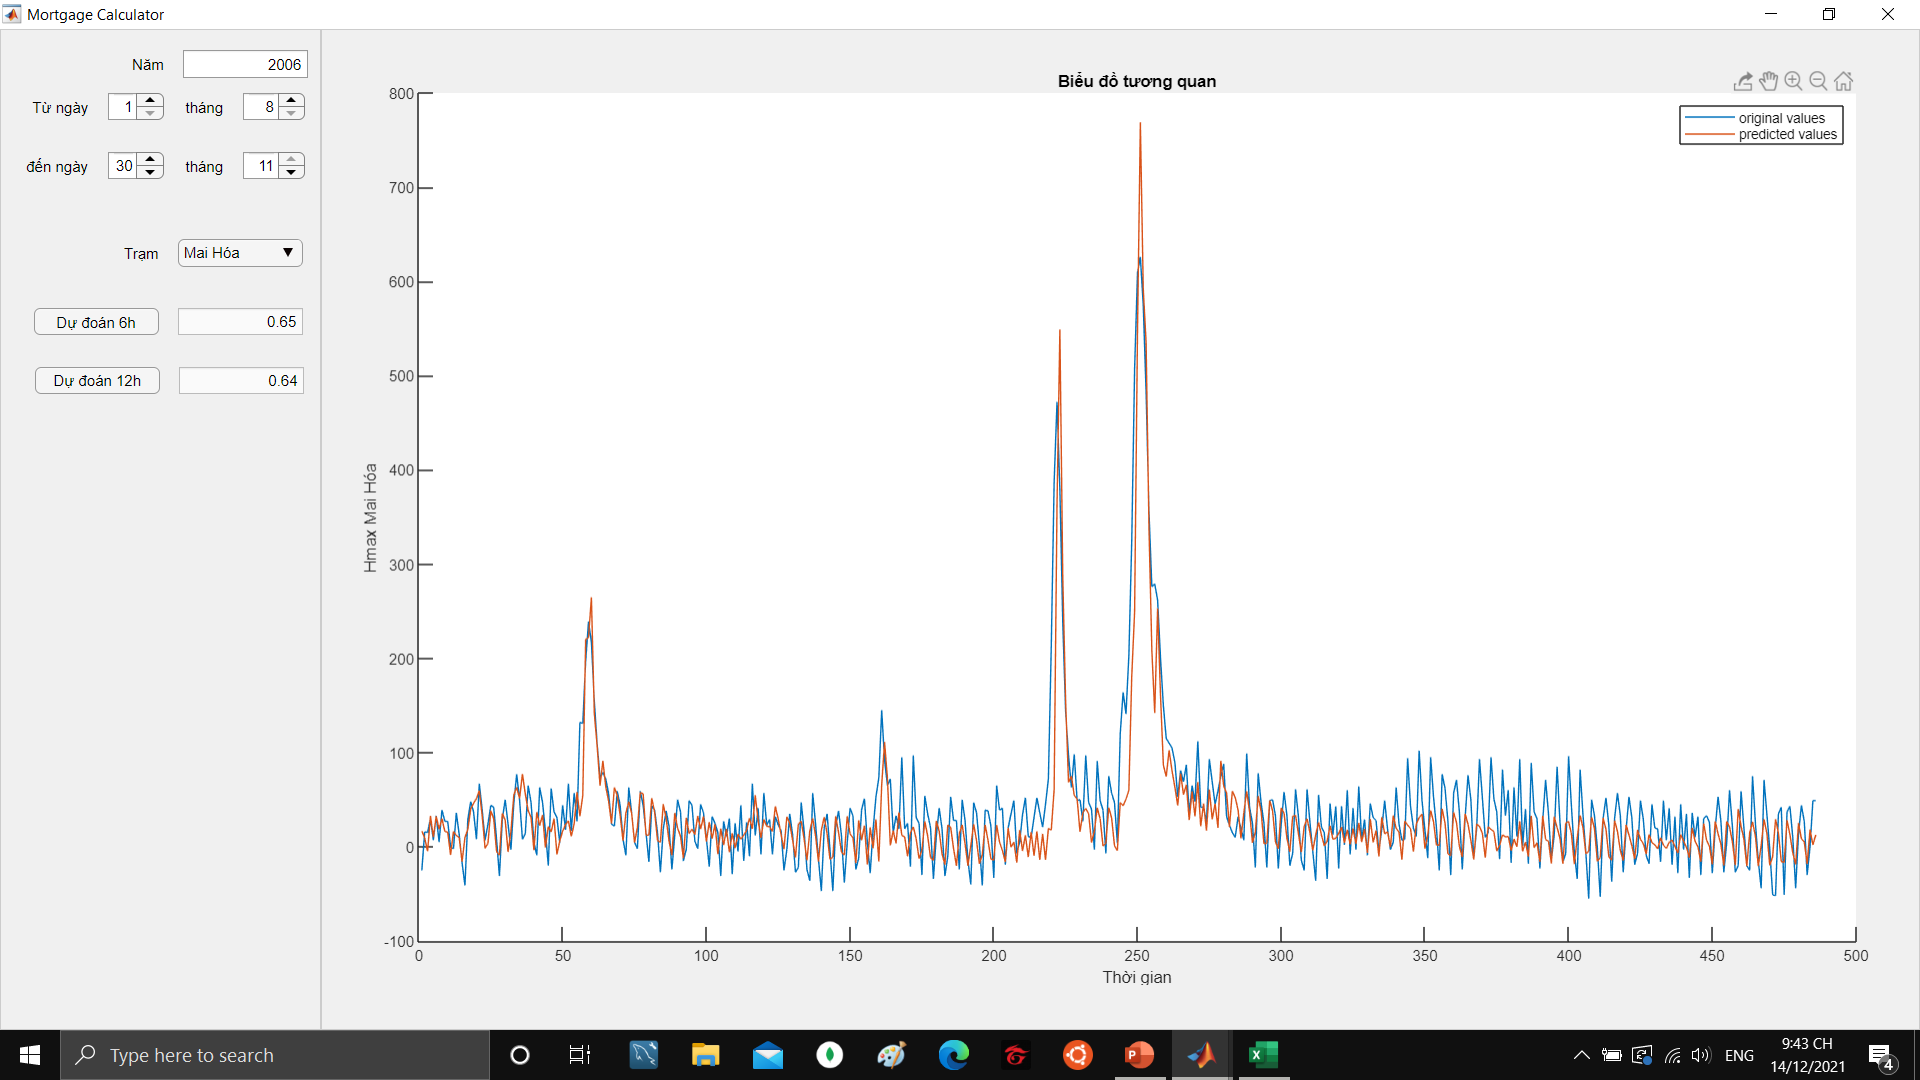 Mortgage Calculator
Năm 2006
Từ ngày 1 tháng 8
đến ngày 30 tháng 11
Trạm Mai Hóa
Dự đoán 6h 0.65
Dự đoán 12h 0.64
Biểu đồ tương quan
original values
predicted values
800
700
600
500
400
300
200
100
0
-100
Hmax Mai Hóa
0 50 100 150 200 250 300 350 400 450 500
Thời gian
Type here to search
P
X
ENG
9:43 CH
14/12/2021
4